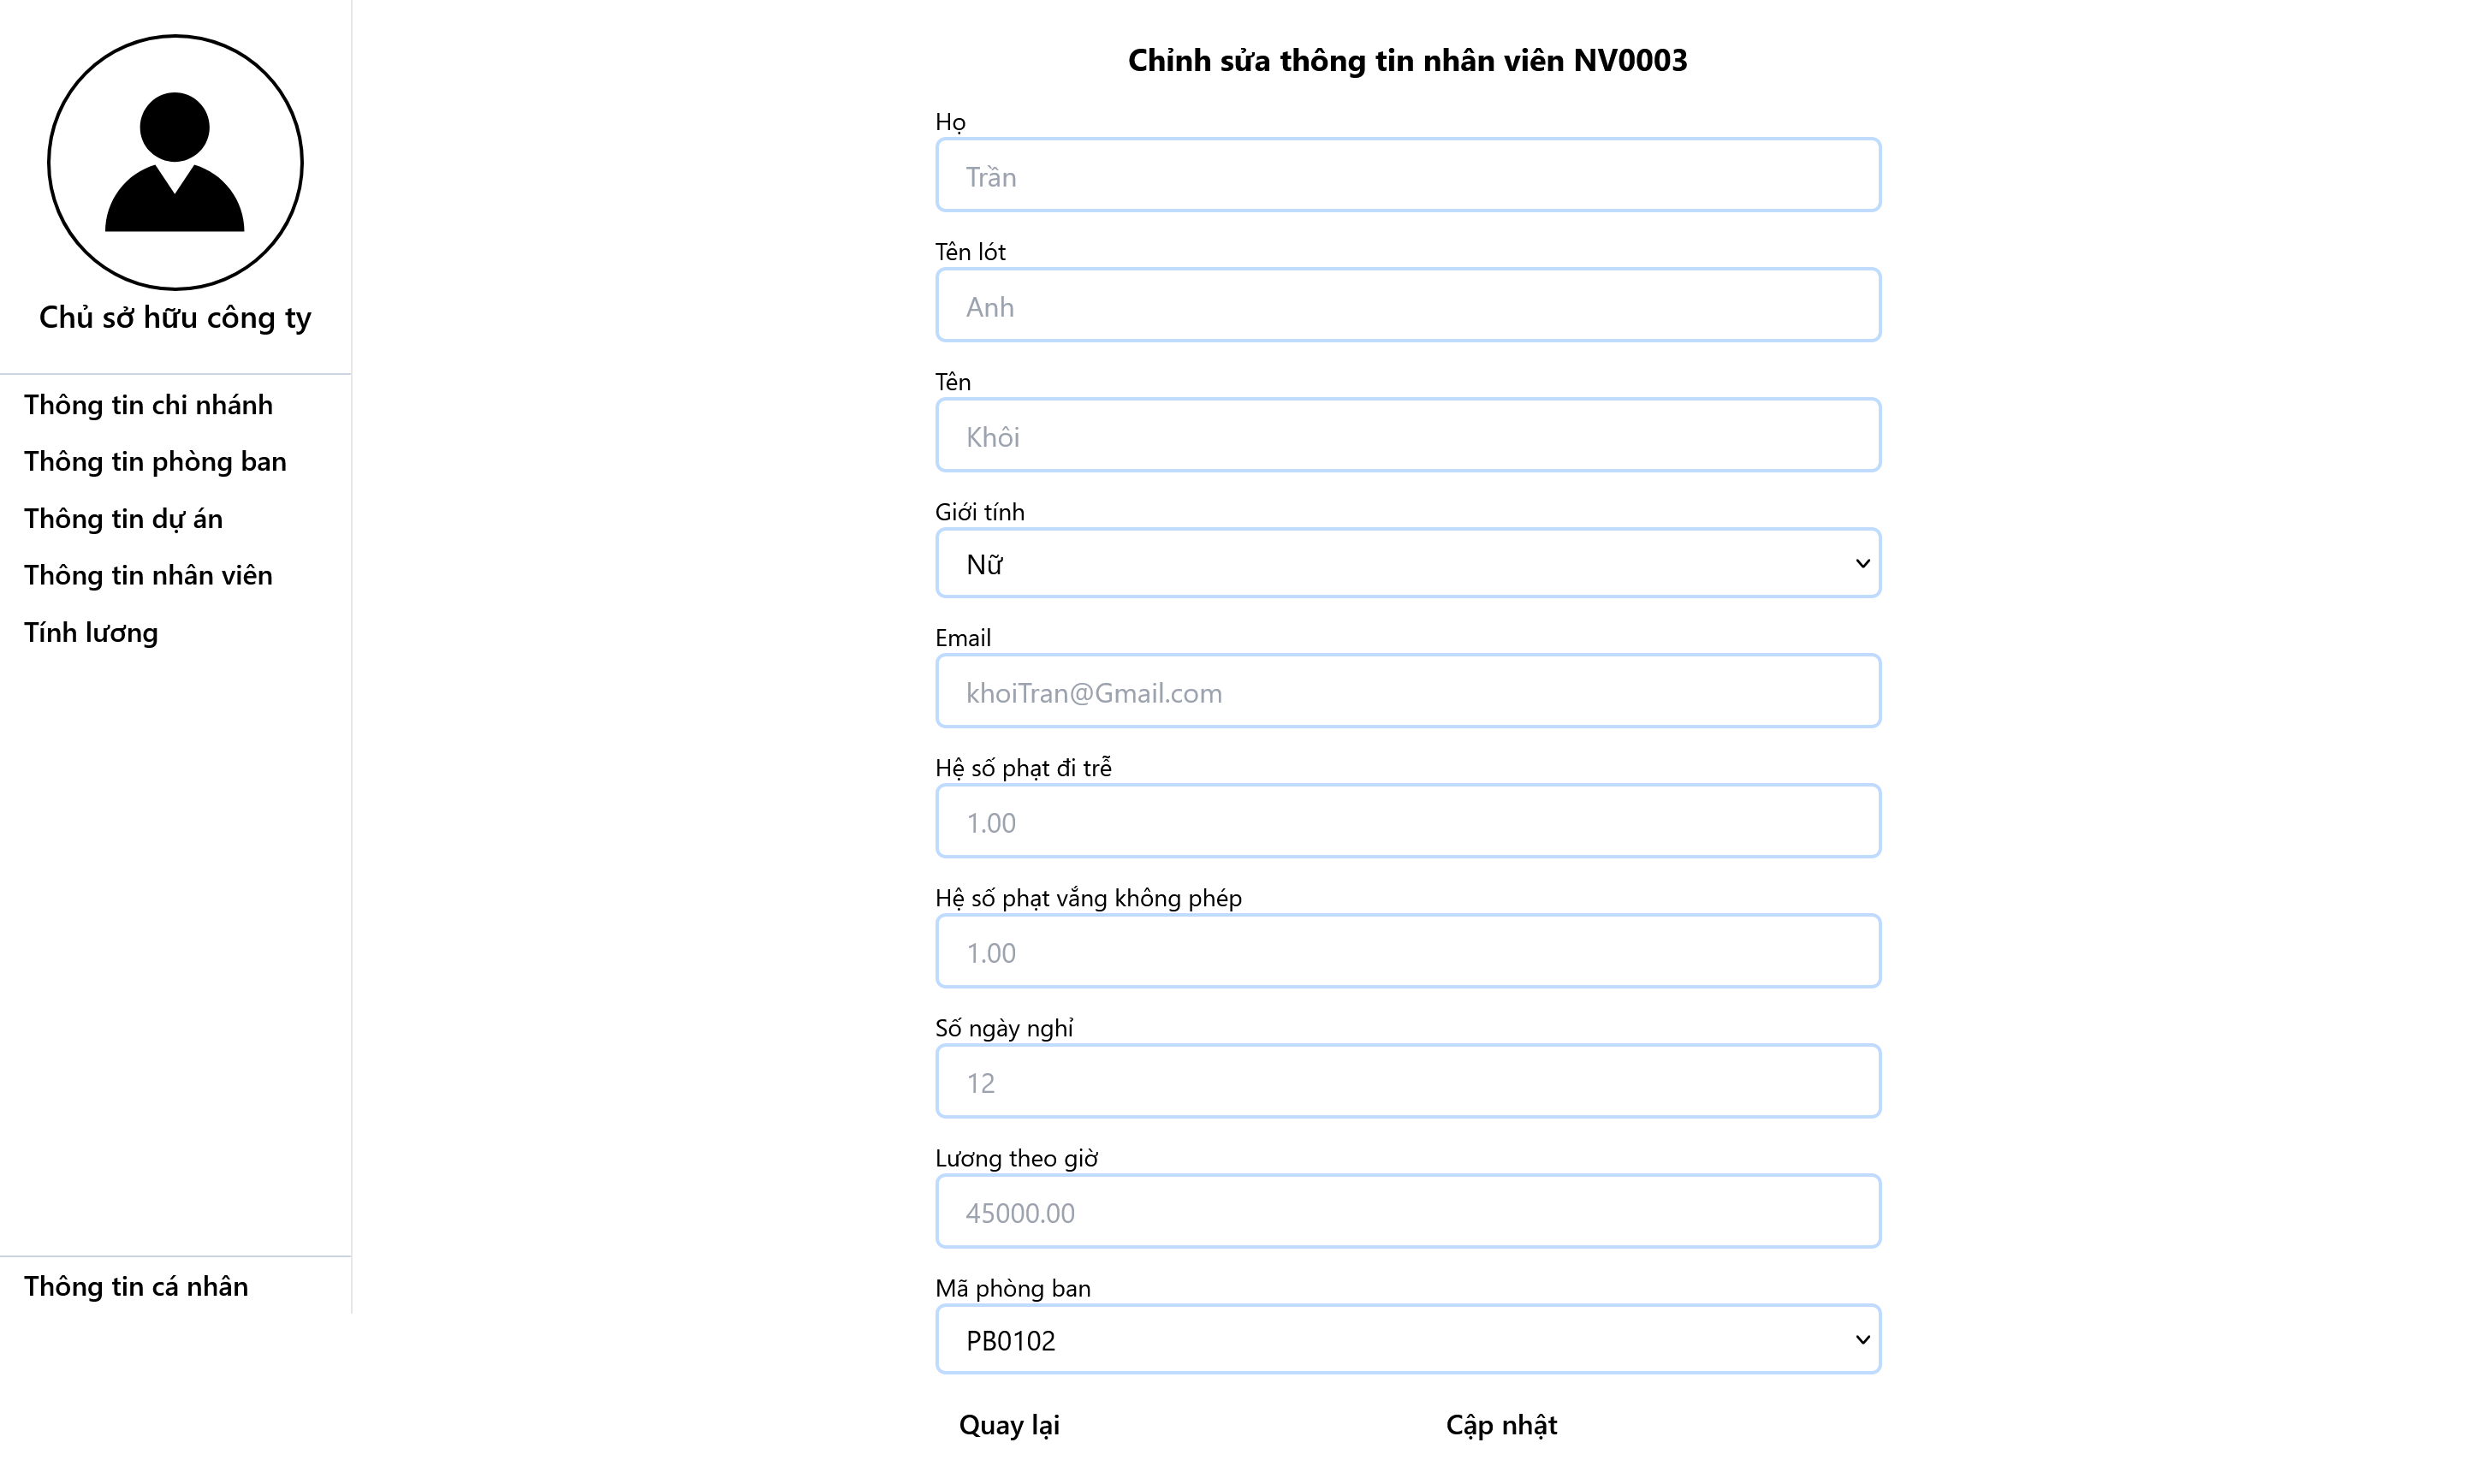 Chủ sở hữu công ty
Thông tin chi nhánh
Thông tin phòng ban
Thông tin dự án
Thông tin nhân viên
Tính lương
Thông tin cá nhân
Chỉnh sửa thông tin nhân viên NV0003
Họ
Trần
Tên lót
Anh
Tên
Khôi
Giới tính
Nữ
Email
khoiTran@Gmail.com
Hệ số phạt đi trễ
1.00
Hệ số phạt vắng không phép
1.00
Số ngày nghỉ
12
Lương theo giờ
45000.00
Mã phòng ban
PB0102
Quay lại
Cập nhật